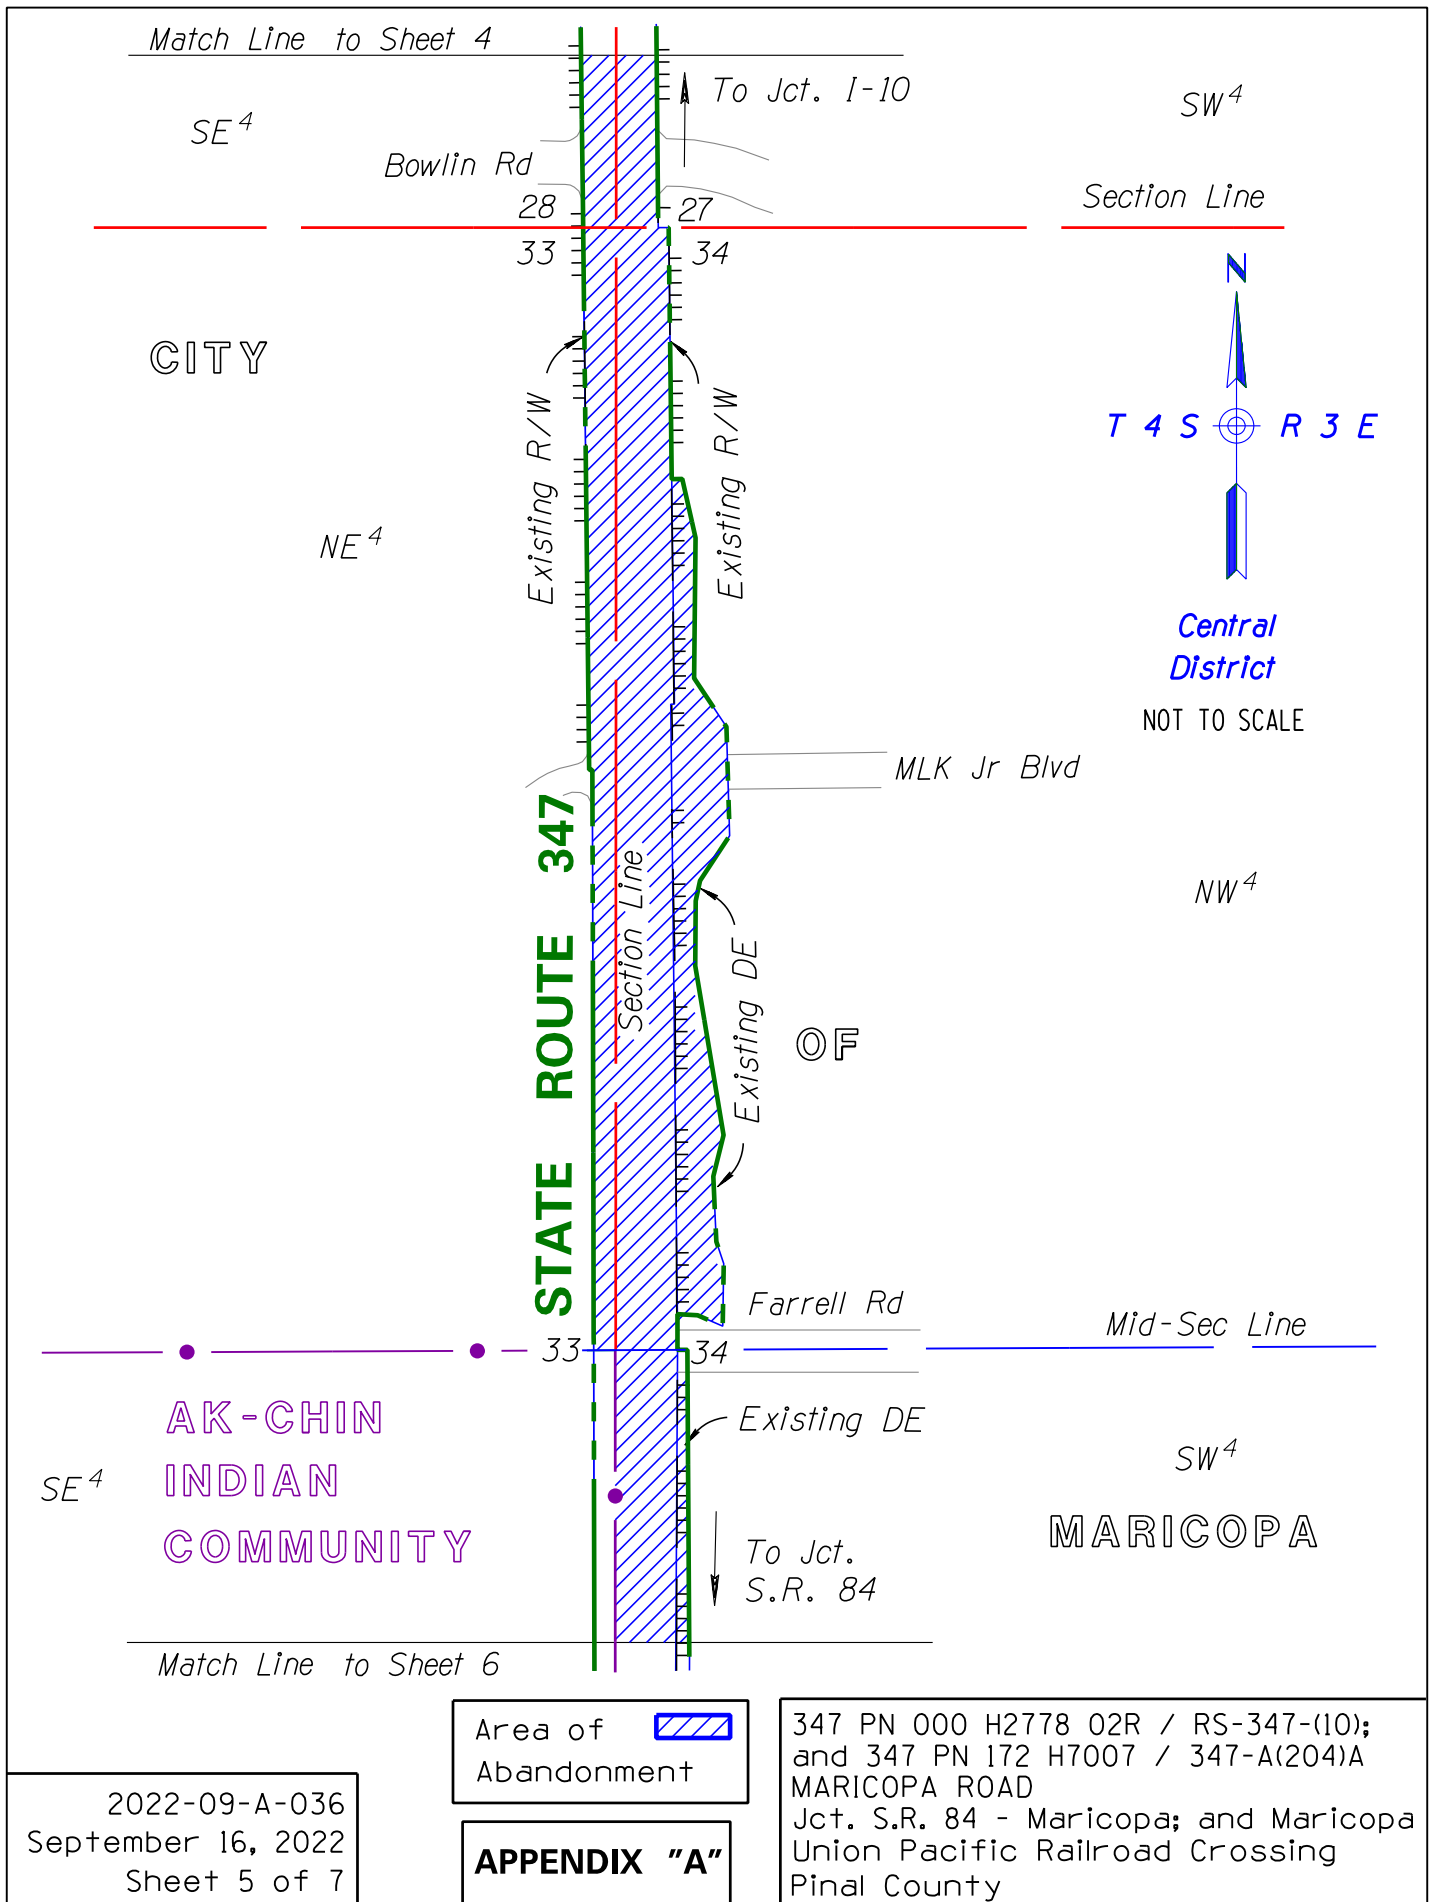 Match Line to Sheet 4
To Jct. I-10
SE 4
SW 4
Bowlin Rd
Section Line
28
27
33
34
N
CITY
T 4 S
R 3 E
Existing R/W
Existing R/W
NE 4
Central
District
NOT TO SCALE
MLK Jr Blvd
STATE ROUTE 347
Section Line
NW 4
Existing DE
OF
Farrell Rd
Mid-Sec Line
33
34
AK-CHIN
INDIAN
COMMUNITY
Existing DE
SE 4
SW 4
MARICOPA
To Jct.
S.R. 84
Match Line to Sheet 6
Area of
Abandonment
APPENDIX "A"
2022-09-A-036
September 16, 2022
Sheet 5 of 7
347 PN 000 H2778 02R / RS-347-(10);
and 347 PN 172 H7007 / 347-A(204)A
MARICOPA ROAD
Jct. S.R. 84 - Maricopa; and Maricopa
Union Pacific Railroad Crossing
Pinal County